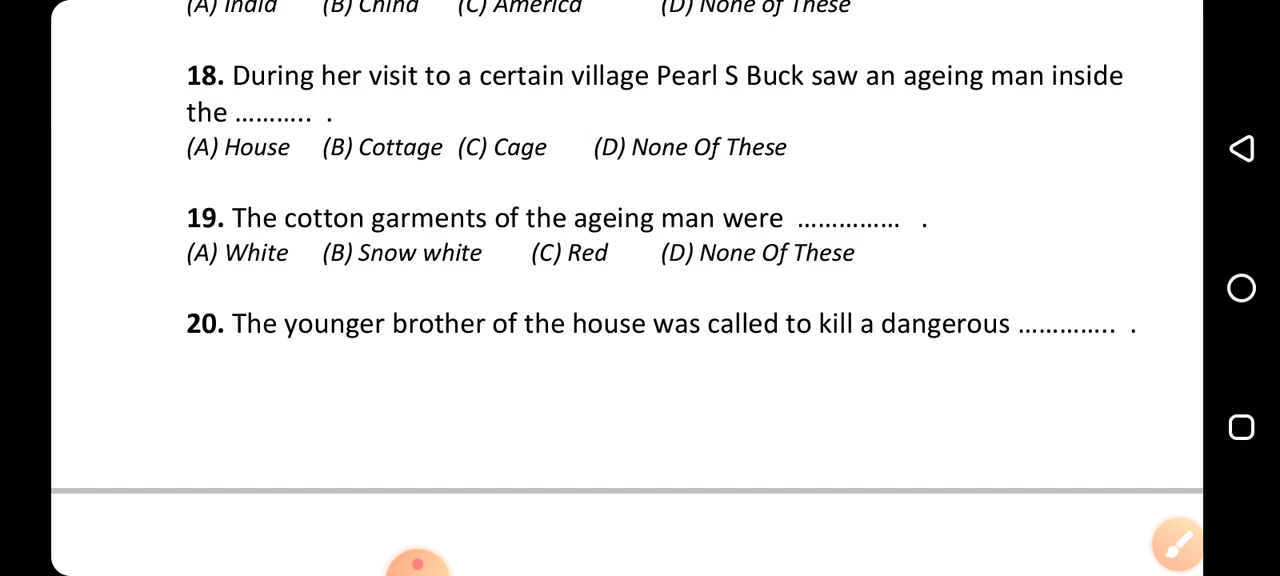 (A) India (B) China (C) America (D) None of These
18. During her visit to a certain village Pearl S Buck saw an ageing man inside
the ……….. .
(A) House (B) Cottage (C) Cage (D) None Of These
19. The cotton garments of the ageing man were …………… .
(A) White (B) Snow white (C) Red (D) None Of These
20. The younger brother of the house was called to kill a dangerous ………….. .